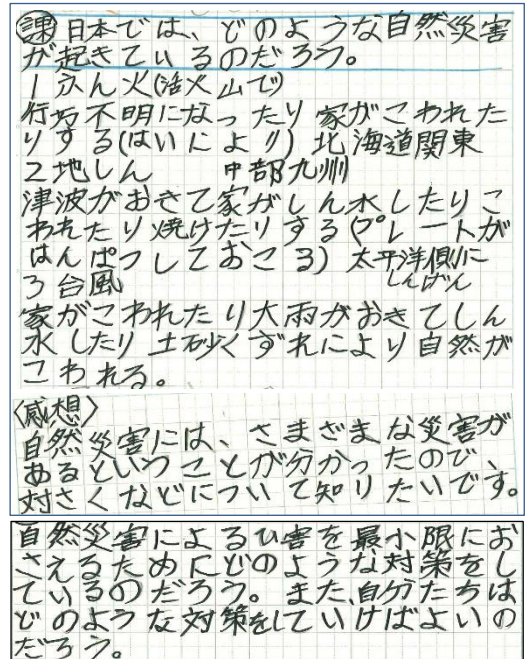 課 日本では、どのような自然災害
が起きているのだろう。
1 ふん火(活火山で)
行方不明になったり 家がこわれた
りする(はいにより) 北海道関東
2 地しん 中部九州
津波がおきて家がしん水したりこ
われたり焼けたりする(プレートが
はんぱつしておこる) 太平洋側に
しんげん
3 台風
家がこわれたり大雨がおきてしん
水したり 土砂くずれにより自然が
こわれる。
〈感想〉
自然災害には、さまざまな災害が
あるということが分かったので、
対さくなどについて知りたいです。
自然災害によるひ害を最小限にお
さえるためにどのような対策をし
ているのだろう。また、自分たちは
どのような対策をしていけばよいの
だろう。